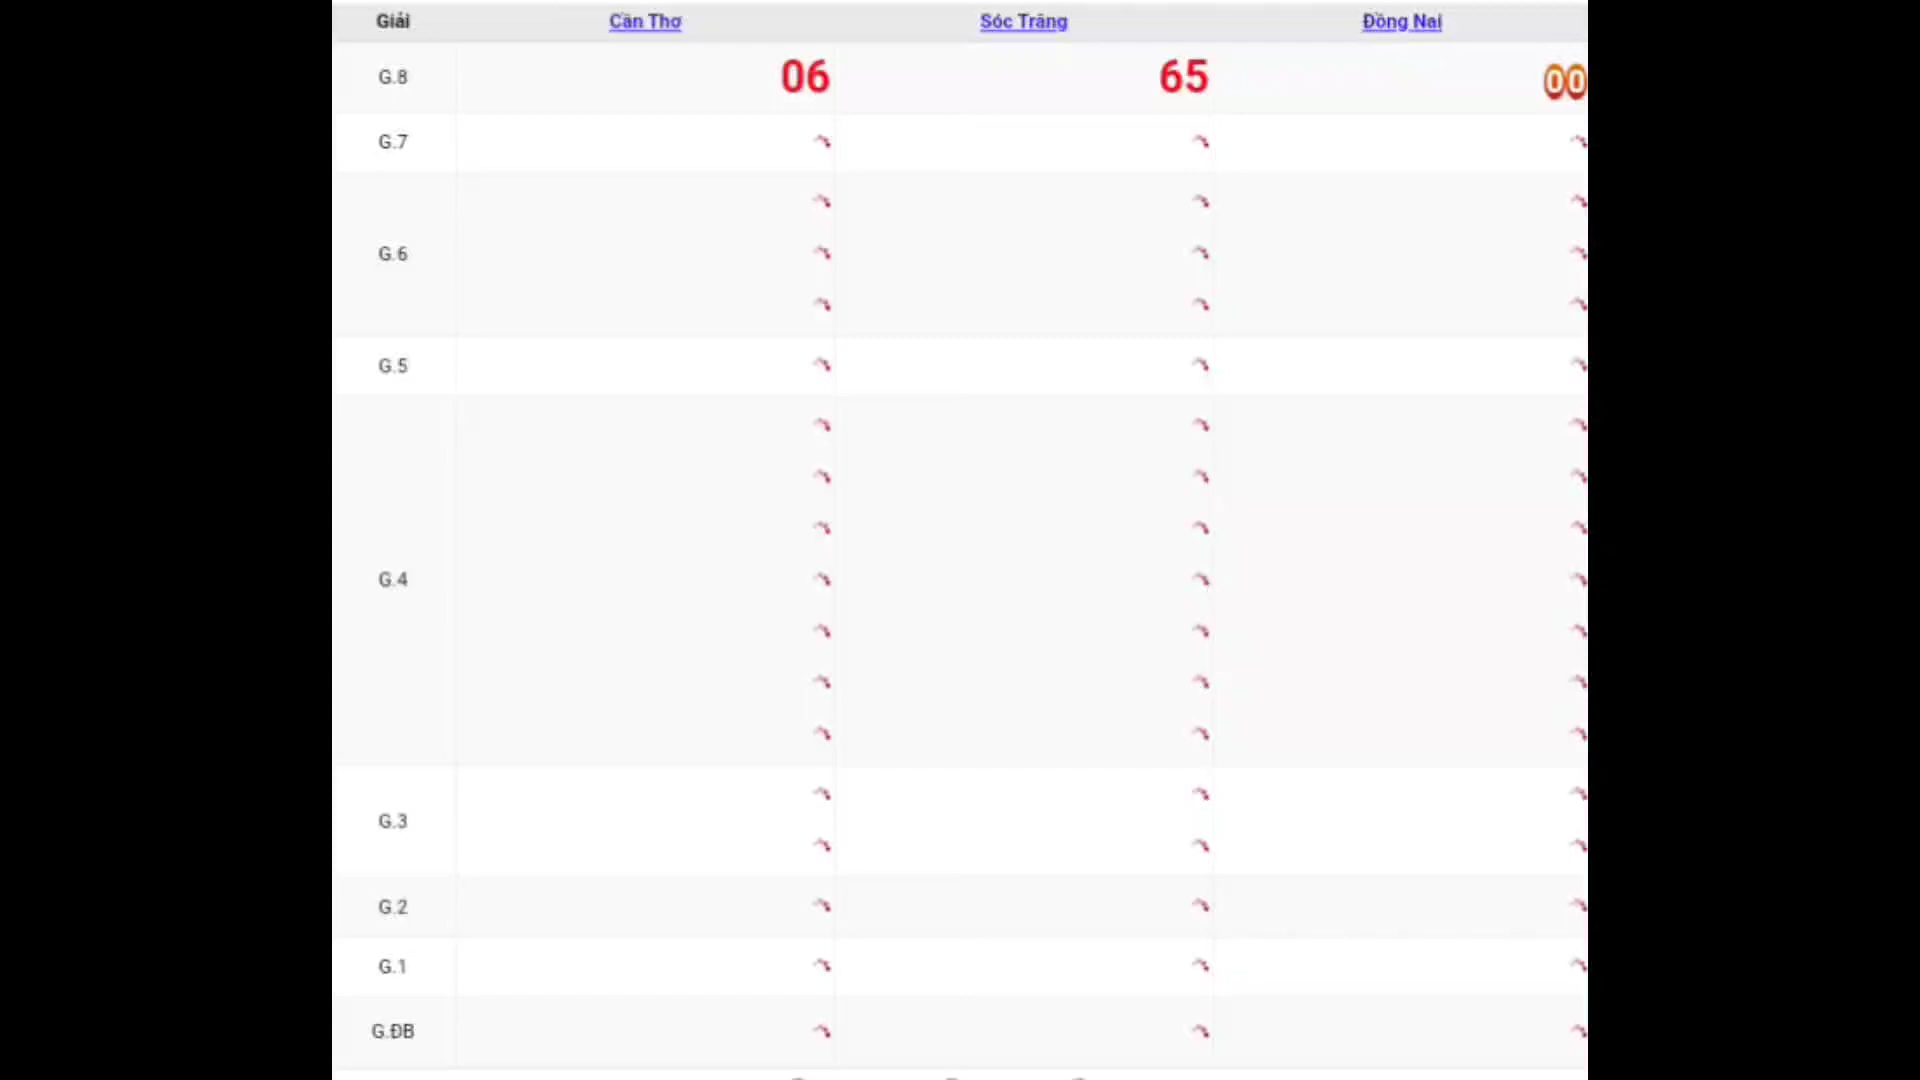 Giải Cần Thơ Sóc Trăng Đồng Nai
G.8 06 65 00
G.7
G.6
G.5
G.4
G.3
G.2
G.1
G.ĐB